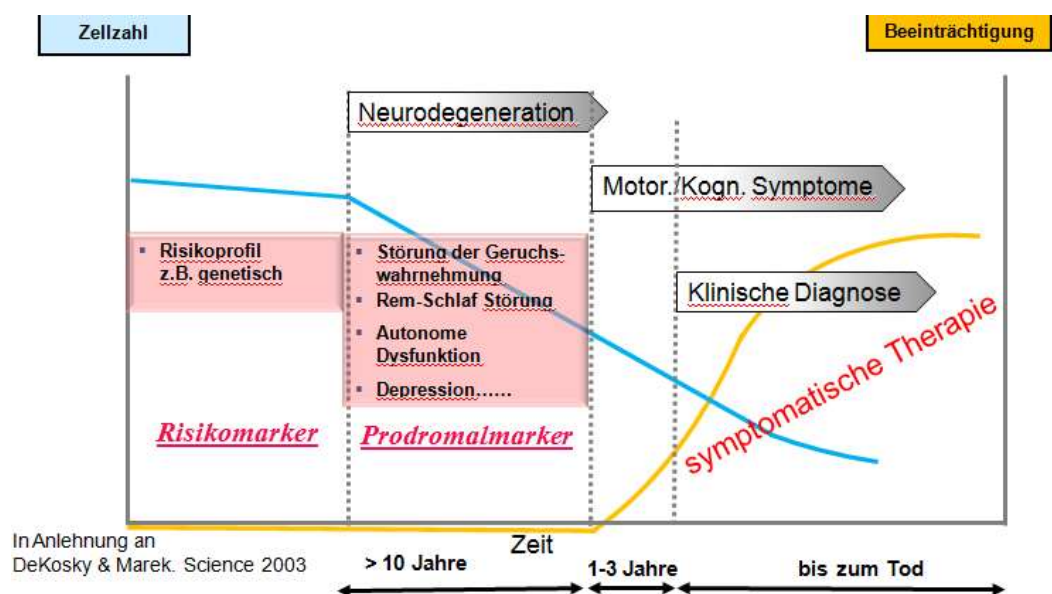 Zellzahl
Beeinträchtigung
Neurodegeneration
Motor./Kogn. Symptome
▪ Risikoprofil
z.B. genetisch
▪ Störung der Geruchs-
wahrnehmung
▪ Rem-Schlaf Störung
▪ Autonome
Dysfunktion
▪ Depression......
Klinische Diagnose
symptomatische Therapie
Risikomarker
Prodromalmarker
In Anlehnung an
DeKosky & Marek. Science 2003
Zeit
> 10 Jahre
1-3 Jahre
bis zum Tod